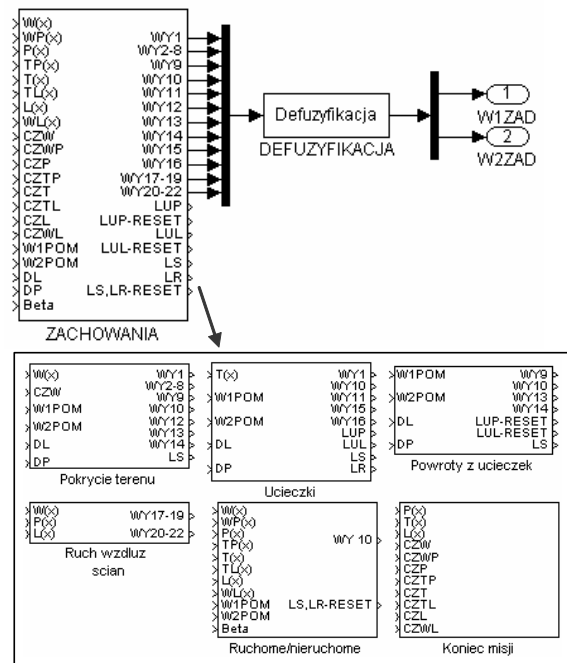 W(x)
WP(x)
P(x)
TP(x)
T(x)
TL(x)
L(x)
WL(x)
CZW
CZWP
CZP
CZTP
CZT
CZTL
CZL
CZWL
W1POM
W2POM
DL
DP
Beta
WY1
WY2-8
WY9
WY10
WY11
WY12
WY13
WY14
WY15
WY16
WY17-19
WY20-22
LUP
LUP-RESET
LUL
LUL-RESET
LS
LR
LS,LR-RESET
ZACHOWANIA
Defuzyfikacja
DEFUZYFIKACJA
1
W1ZAD
2
W2ZAD
W(x)
CZW
W1POM
W2POM
DL
DP
WY1
WY2-8
WY9
WY10
WY12
WY13
WY14
LS
Pokrycie terenu
T(x)
W1POM
W2POM
DL
DP
WY1
WY10
WY11
WY15
WY16
LUP
LUL
LS
LR
Ucieczki
W1POM
W2POM
DL
DP
WY9
WY10
WY13
WY14
LUP-RESET
LUL-RESET
LS
Powroty z ucieczek
W(x)
P(x)
L(x)
WY17-19
WY20-22
Ruch wzdluz
scian
W(x)
WP(x)
P(x)
TP(x)
T(x)
TL(x)
L(x)
WL(x)
W1POM
W2POM
Beta
WY 10
LS,LR-RESET
Ruchome/nieruchome
P(x)
T(x)
L(x)
CZW
CZWP
CZP
CZTP
CZT
CZTL
CZL
CZWL
Koniec misji